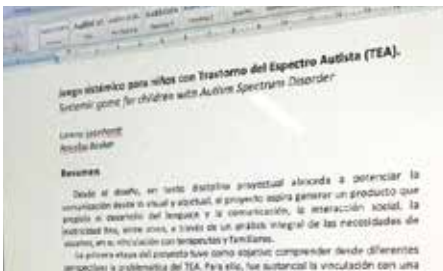 Juego sistémico para niños con Trastorno del Espectro Autista (TEA).
Systemic game for children with Autism Spectrum Disorder
Resumen
Desde el diseño, en tanto disciplina proyectual abocada a potenciar la
comunicación desde lo visual y objetual, el proyecto aspira generar un producto que
propicie el desarrollo del lenguaje y la comunicación, la interacción social, la
motricidad fina, entre otros, a través de un análisis integral de las necesidades de
usuarios, en su vinculación con terapeutas y familiares.
La primera etapa del proyecto tuvo como objetivo comprender desde diferentes
perspectivas la problemática del TEA. Para ello, fue sustancial la vinculación con una